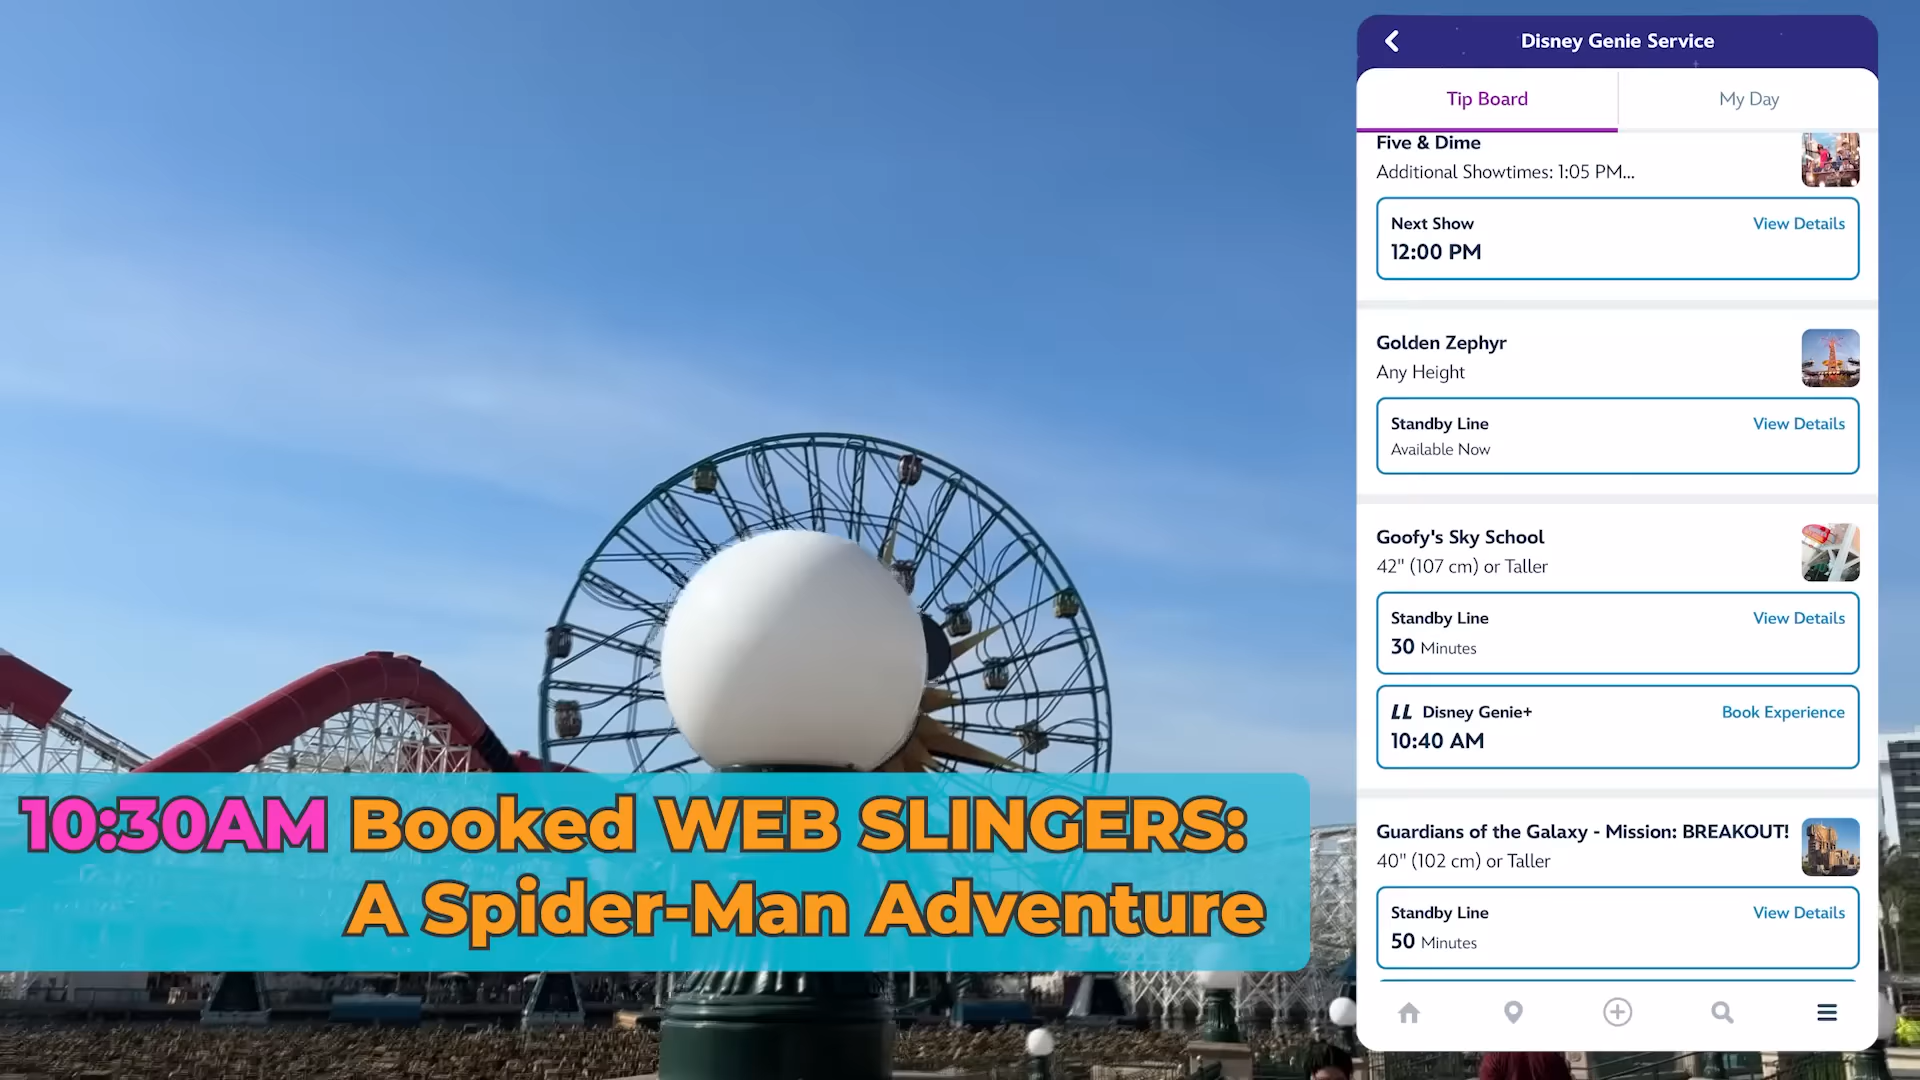 Disney Genie Service
Tip Board
My Day
Five & Dime
Additional Showtimes: 1:05 PM...
Next Show
View Details
12:00 PM
Golden Zephyr
Any Height
Standby Line
View Details
Available Now
Goofy's Sky School
42" (107 cm) or Taller
Standby Line
View Details
30 Minutes
LL Disney Genie+
Book Experience
10:40 AM
Guardians of the Galaxy - Mission: BREAKOUT!
40" (102 cm) or Taller
Standby Line
View Details
50 Minutes
10:30AM Booked WEB SLINGERS:
A Spider-Man Adventure